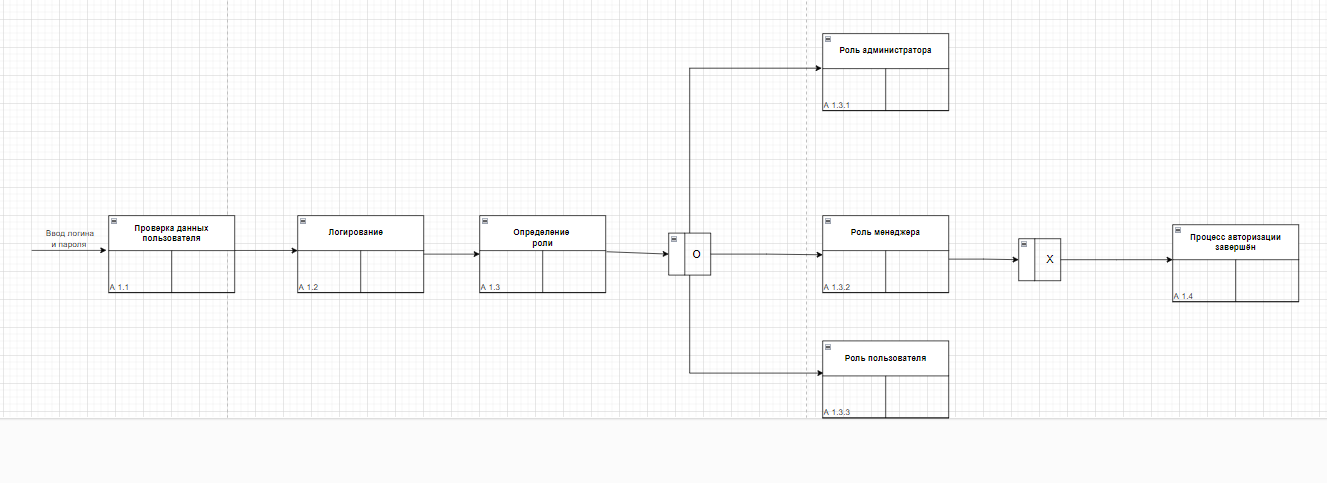 Ввод логина
и пароля
Проверка данных
пользователя
А 1.1
Логирование
А 1.2
Определение
роли
А 1.3
О
Роль администратора
А 1.3.1
Роль менеджера
А 1.3.2
Роль пользователя
А 1.3.3
Х
Процесс авторизации
завершён
А 1.4